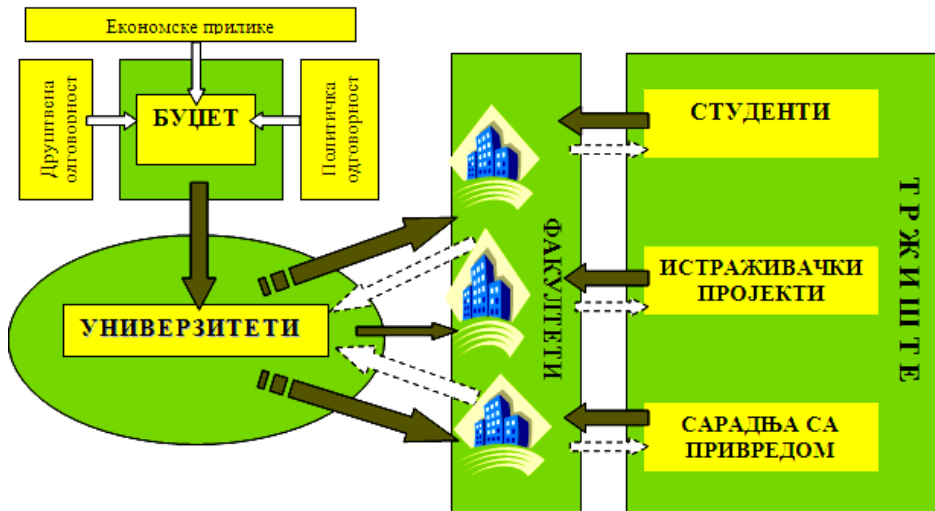 Економске прилике
Друштвена
одговорност
БУЏЕТ
Политичка
одговорност
УНИВЕРЗИТЕТИ
ФАКУЛТЕТИ
СТУДЕНТИ
ИСТРАЖИВАЧКИ
ПРОЈЕКТИ
САРАДЊА СА
ПРИВРЕДОМ
ТРЖИШТЕ